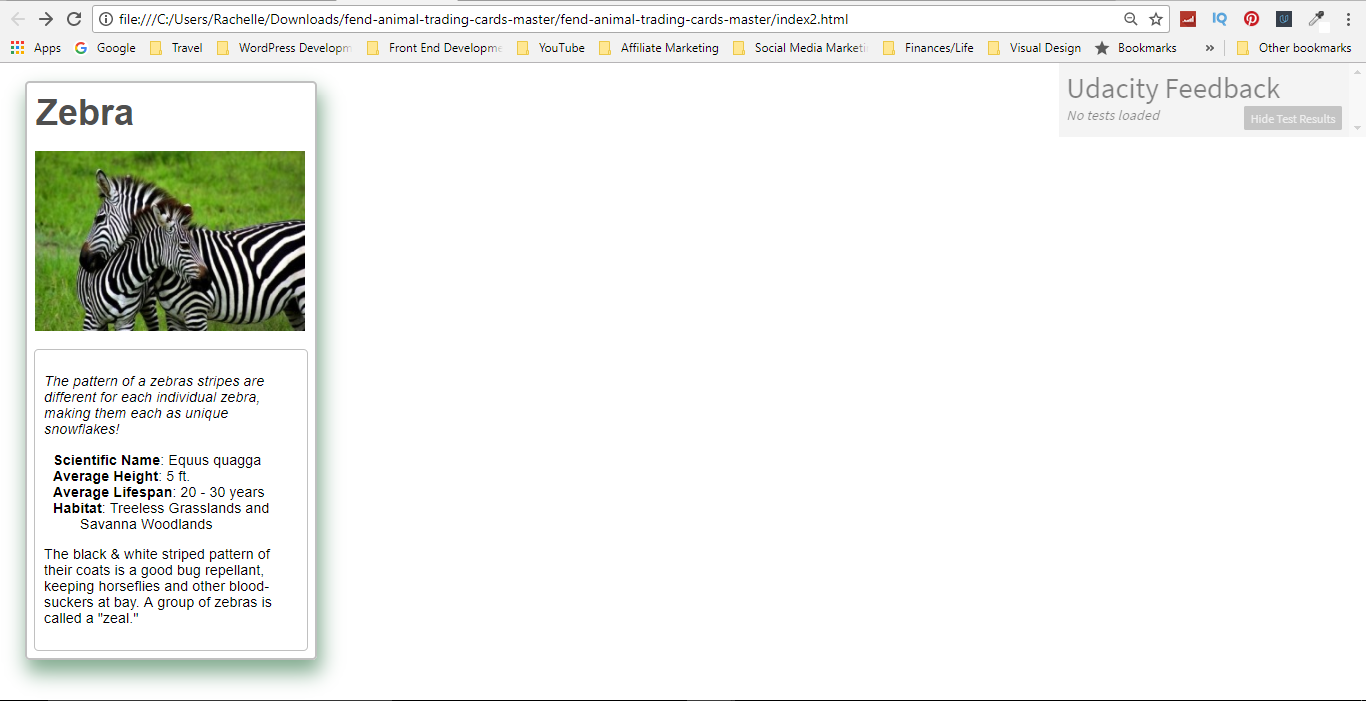 file:///C:/Users/Rachelle/Downloads/fend-animal-trading-cards-master/fend-animal-trading-cards-master/index2.html
Apps Google Travel WordPress Developm Front End Developme YouTube Affiliate Marketing Social Media Marketi Finances/Life Visual Design Bookmarks » Other bookmarks
IQ
Zebra
Udacity Feedback
No tests loaded
Hide Test Results
The pattern of a zebras stripes are
different for each individual zebra,
making them each as unique
snowflakes!
Scientific Name: Equus quagga
Average Height: 5 ft.
Average Lifespan: 20 - 30 years
Habitat: Treeless Grasslands and
Savanna Woodlands
The black & white striped pattern of
their coats is a good bug repellant,
keeping horseflies and other blood-
suckers at bay. A group of zebras is
called a "zeal."